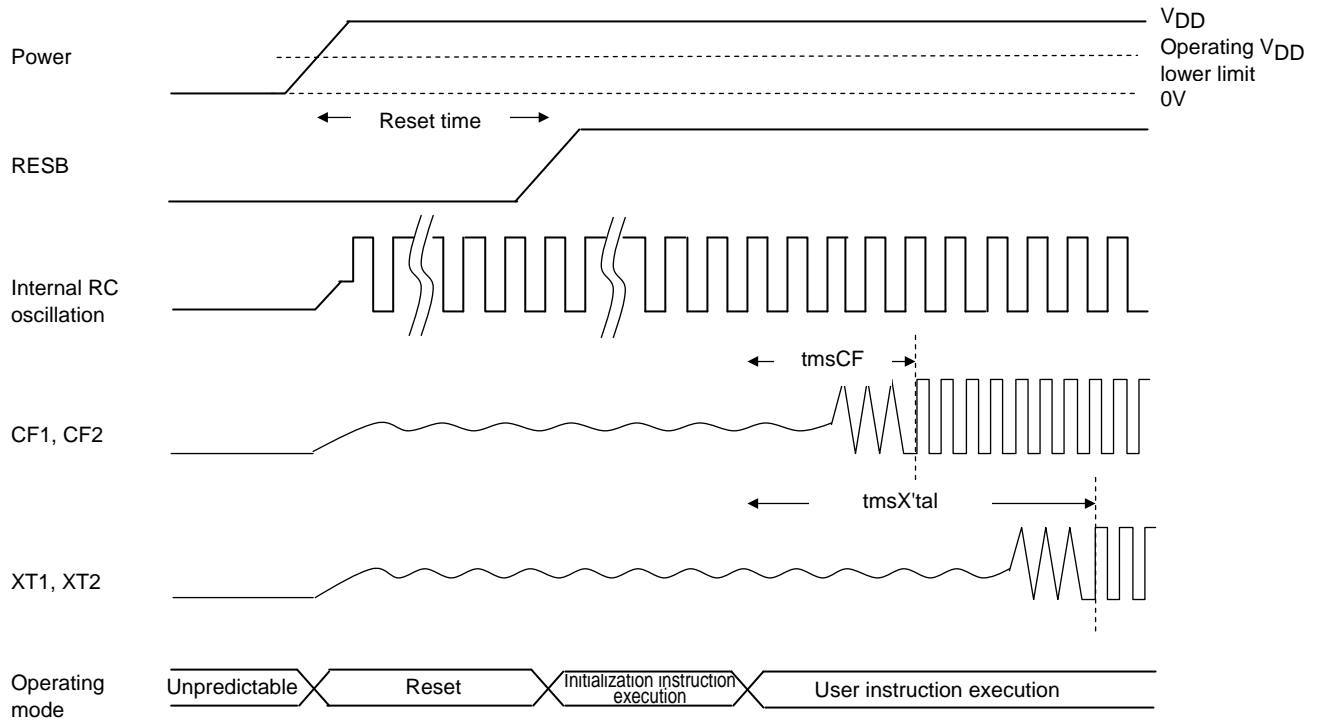 VDD
Power
Operating VDD
lower limit
0V
Reset time
RESB
Internal RC
oscillation
tmsCF
CF1, CF2
tmsX'tal
XT1, XT2
Operating
mode
Unpredictable
Reset
Initialization instruction
execution
User instruction execution